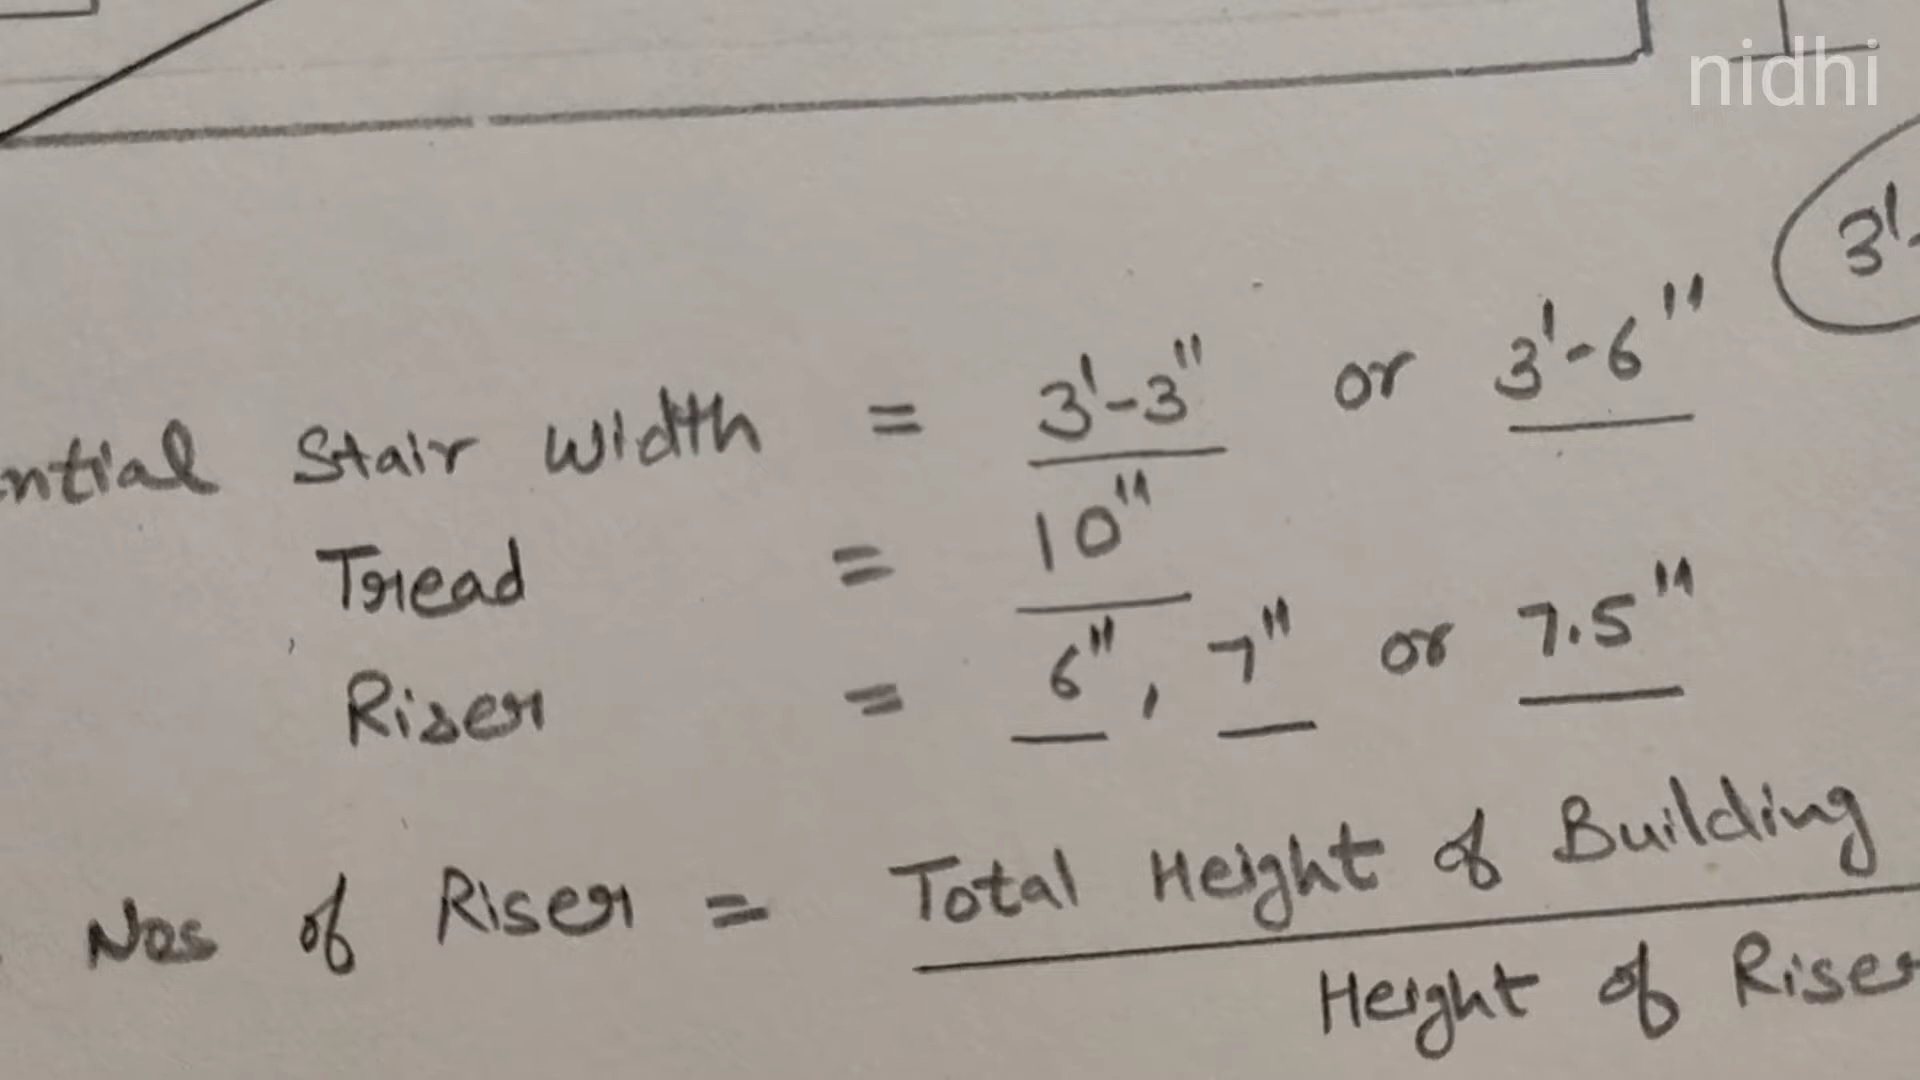 nidhi
3'-
ntial Stair Width = 3'-3" or 3'-6"
Tread = 10"
Riser = 6", 7" or 7.5"
Nos of Riser = Total Height of Building
Height of Riser